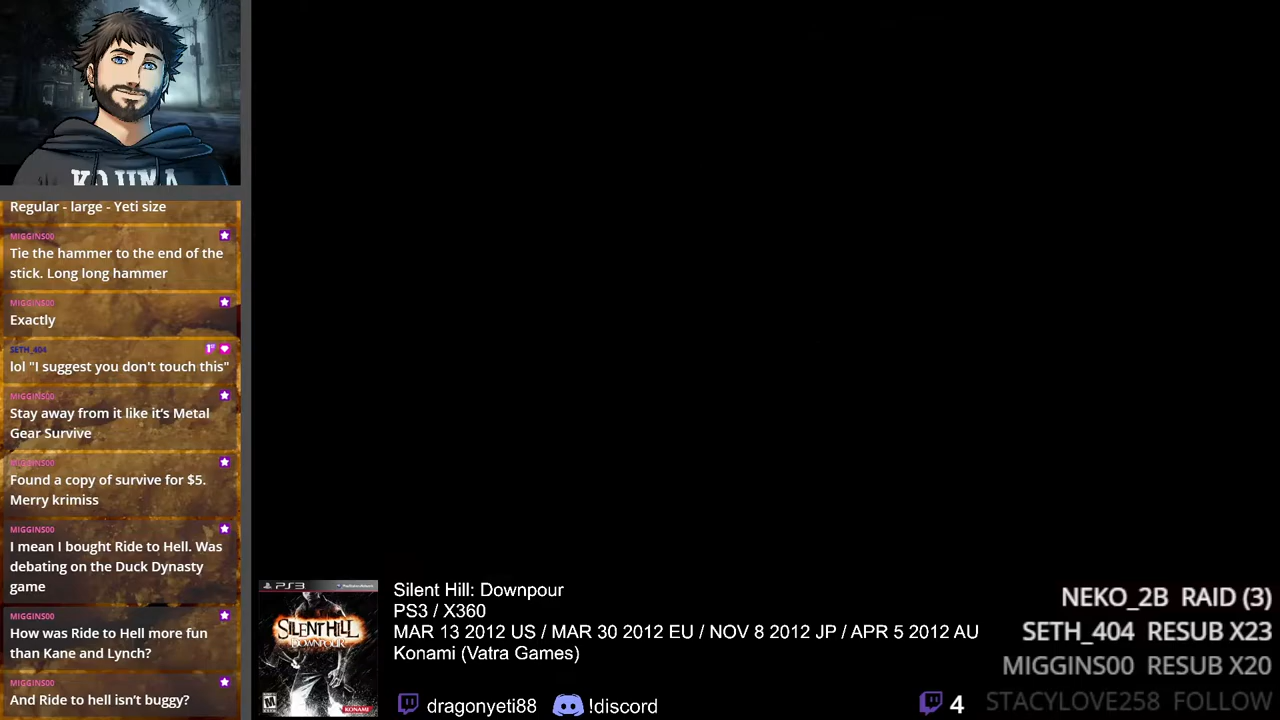 KOJIMA
Regular - large - Yeti size
MIGGINS00
Tie the hammer to the end of the
stick. Long long hammer
MIGGINS00
Exactly
SETH_404
1st
lol "I suggest you don't touch this"
MIGGINS00
Stay away from it like it’s Metal
Gear Survive
MIGGINS00
Found a copy of survive for $5.
Merry krimiss
MIGGINS00
I mean I bought Ride to Hell. Was
debating on the Duck Dynasty
game
MIGGINS00
How was Ride to Hell more fun
than Kane and Lynch?
MIGGINS00
And Ride to hell isn’t buggy?
PS3
SILENT HILL
DOWNPOUR
KONAMI
Silent Hill: Downpour
PS3 / X360
MAR 13 2012 US / MAR 30 2012 EU / NOV 8 2012 JP / APR 5 2012 AU
Konami (Vatra Games)
dragonyeti88
!discord
4
NEKO_2B RAID (3)
SETH_404 RESUB X23
MIGGINS00 RESUB X20
STACYLOVE258 FOLLOW